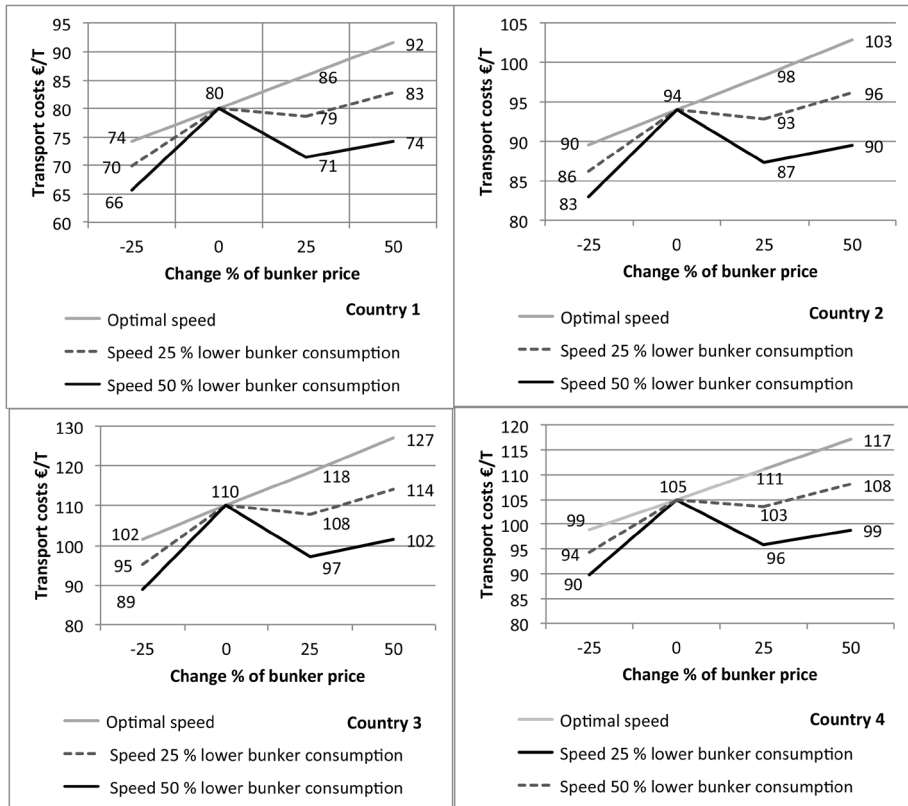 95
90
85
80
75
70
65
60
Transport costs €/T
74
70
66
80
86
79
71
92
83
74
-25 0 25 50
Change % of bunker price
Country 1
Optimal speed
Speed 25 % lower bunker consumption
Speed 50 % lower bunker consumption
105
100
95
90
85
80
Transport costs €/T
90
86
83
94
98
93
87
103
96
90
-25 0 25 50
Change % of bunker price
Country 2
Optimal speed
Speed 25 % lower bunker consumption
Speed 50 % lower bunker consumption
130
120
110
100
90
80
Transport costs €/T
102
95
89
110
118
108
97
127
114
102
-25 0 25 50
Change % of bunker price
Optimal speed Country 3
Speed 25 % lower bunker consumption
Speed 50 % lower bunker consumption
120
115
110
105
100
95
90
85
80
Transport costs €/T
99
94
90
105
111
103
96
117
108
99
-25 0 25 50
Change % of bunker price
Optimal speed Country 4
Speed 25 % lower bunker consumption
Speed 50 % lower bunker consumption